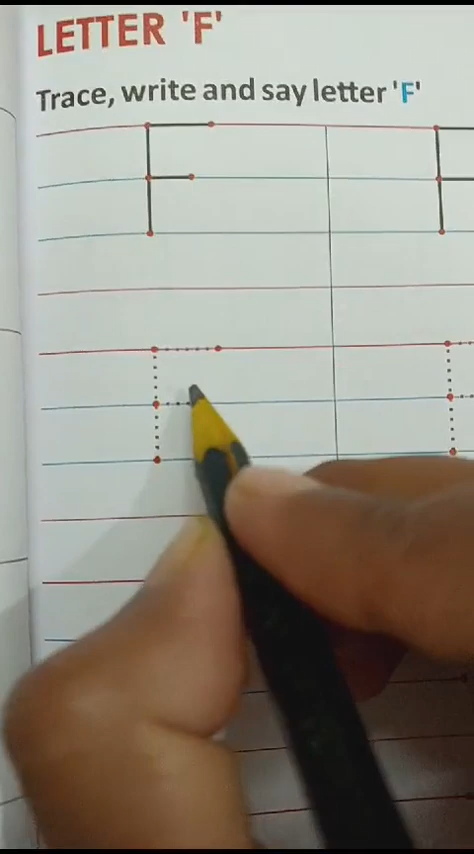 LETTER 'F'
Trace, write and say letter 'F'
F F
F F